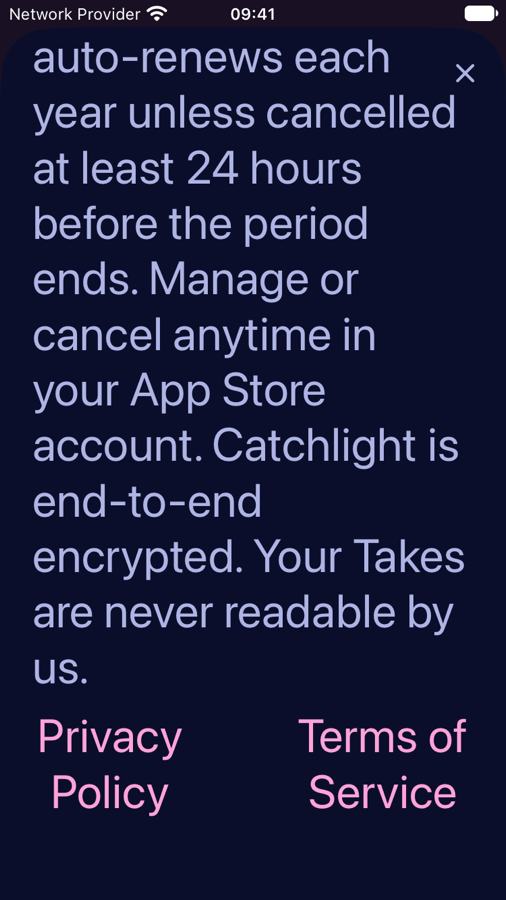 Network Provider 09:41
auto-renews each
year unless cancelled
at least 24 hours
before the period
ends. Manage or
cancel anytime in
your App Store
account. Catchlight is
end-to-end
encrypted. Your Takes
are never readable by
us.
Privacy Policy
Terms of Service